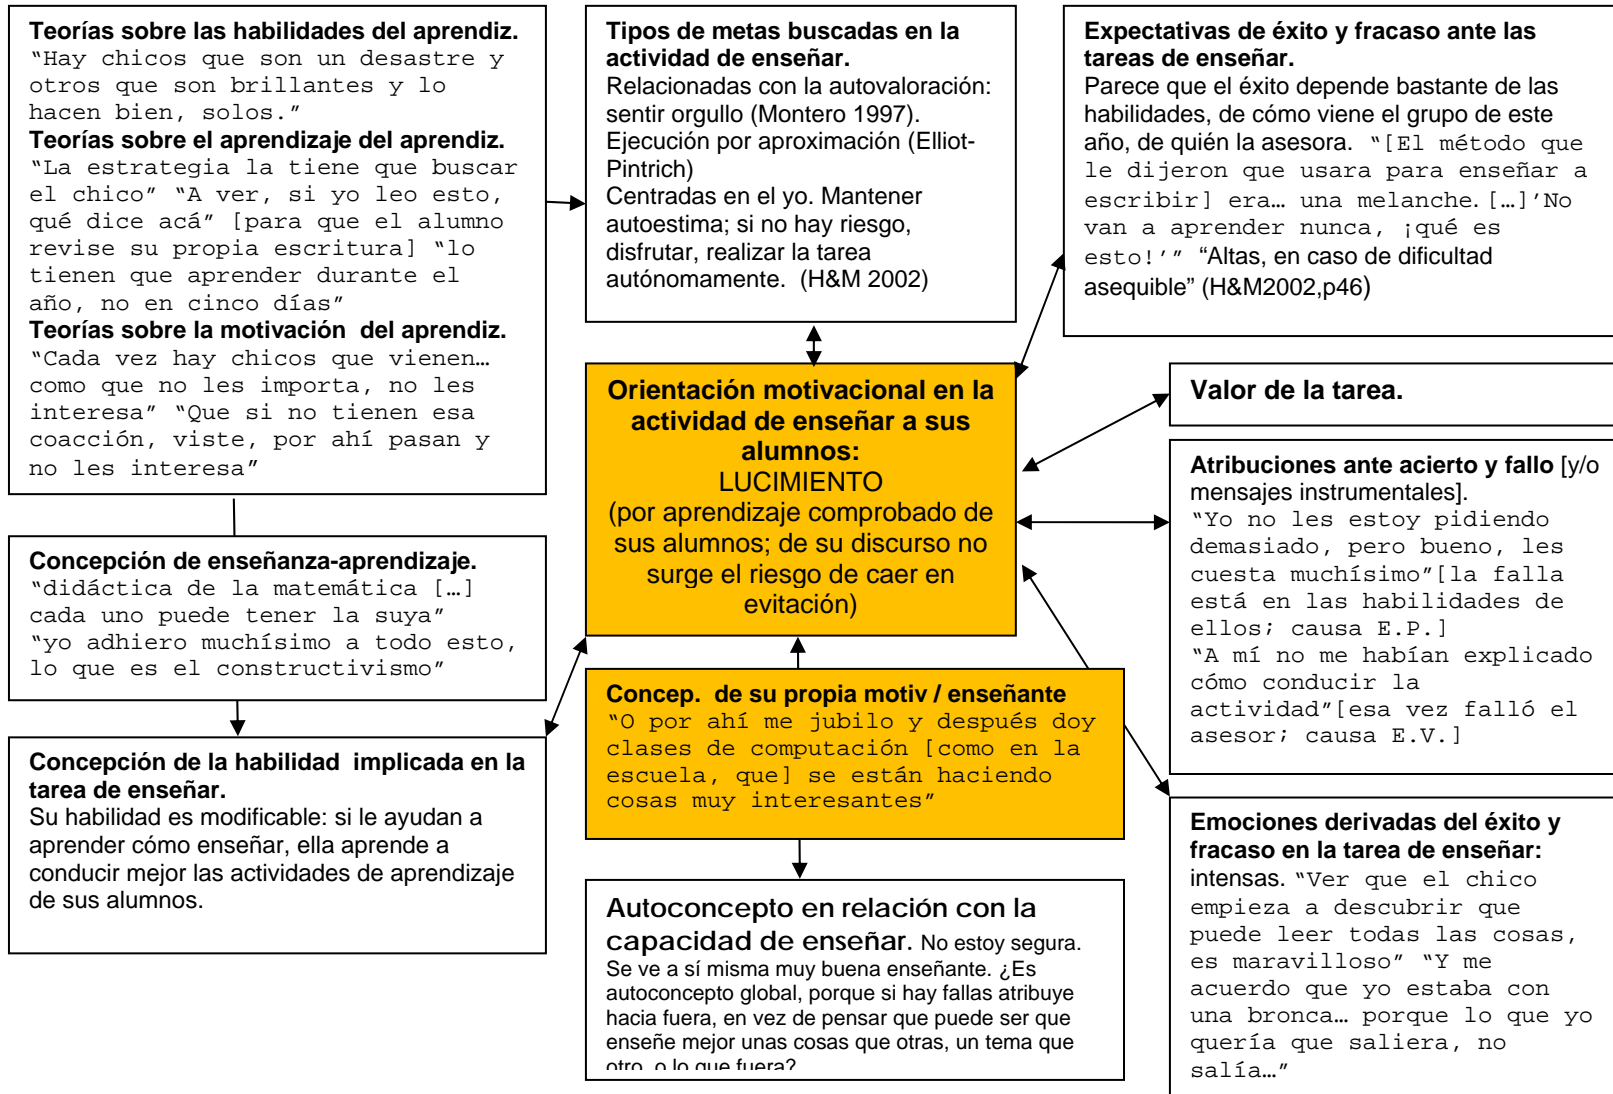 Teorías sobre las habilidades del aprendiz.
“Hay chicos que son un desastre y
otros que son brillantes y lo
hacen bien, solos.”
Teorías sobre el aprendizaje del aprendiz.
“La estrategia la tiene que buscar
el chico” “A ver, si yo leo esto,
qué dice acá” [para que el alumno
revise su propia escritura] “lo
tienen que aprender durante el
año, no en cinco días”
Teorías sobre la motivación del aprendiz.
“Cada vez hay chicos que vienen…
como que no les importa, no les
interesa” “Que si no tienen esa
coacción, viste, por ahí pasan y
no les interesa”
Concepción de enseñanza-aprendizaje.
“didáctica de la matemática […]
cada uno puede tener la suya”
“yo adhiero muchísimo a todo esto,
lo que es el constructivismo”
Concepción de la habilidad implicada en la
tarea de enseñar.
Su habilidad es modificable: si le ayudan a
aprender cómo enseñar, ella aprende a
conducir mejor las actividades de aprendizaje
de sus alumnos.
Tipos de metas buscadas en la
actividad de enseñar.
Relacionadas con la autovaloración:
sentir orgullo (Montero 1997).
Ejecución por aproximación (Elliot-
Pintrich)
Centradas en el yo. Mantener
autoestima; si no hay riesgo,
disfrutar, realizar la tarea
autónomamente. (H&M 2002)
Orientación motivacional en la
actividad de enseñar a sus
alumnos:
LUCIMIENTO
(por aprendizaje comprobado de
sus alumnos; de su discurso no
surge el riesgo de caer en
evitación)
Concep. de su propia motiv / enseñante
“O por ahí me jubilo y después doy
clases de computación [como en la
escuela, que] se están haciendo
cosas muy interesantes”
Autoconcepto en relación con la
capacidad de enseñar. No estoy segura.
Se ve a sí misma muy buena enseñante. ¿Es
autoconcepto global, porque si hay fallas atribuye
hacia fuera, en vez de pensar que puede ser que
enseñe mejor unas cosas que otras, un tema que
otro, o lo que fuera?
Expectativas de éxito y fracaso ante las
tareas de enseñar.
Parece que el éxito depende bastante de las
habilidades, de cómo viene el grupo de este
año, de quién la asesora. “[El método que
le dijeron que usara para enseñar a
escribir] era… una melanche. […]’No
van a aprender nunca, ¡qué es
esto!’” “Altas, en caso de dificultad
asequible” (H&M2002,p46)
Valor de la tarea.
Atribuciones ante acierto y fallo [y/o
mensajes instrumentales].
“Yo no les estoy pidiendo
demasiado, pero bueno, les
cuesta muchísimo”[la falla
está en las habilidades de
ellos; causa E.P.]
“A mí no me habían explicado
cómo conducir la
actividad”[esa vez falló el
asesor; causa E.V.]
Emociones derivadas del éxito y
fracaso en la tarea de enseñar:
intensas. “Ver que el chico
empieza a descubrir que
puede leer todas las cosas,
es maravilloso” “Y me
acuerdo que yo estaba con
una bronca… porque lo que yo
quería que saliera, no
salía…”